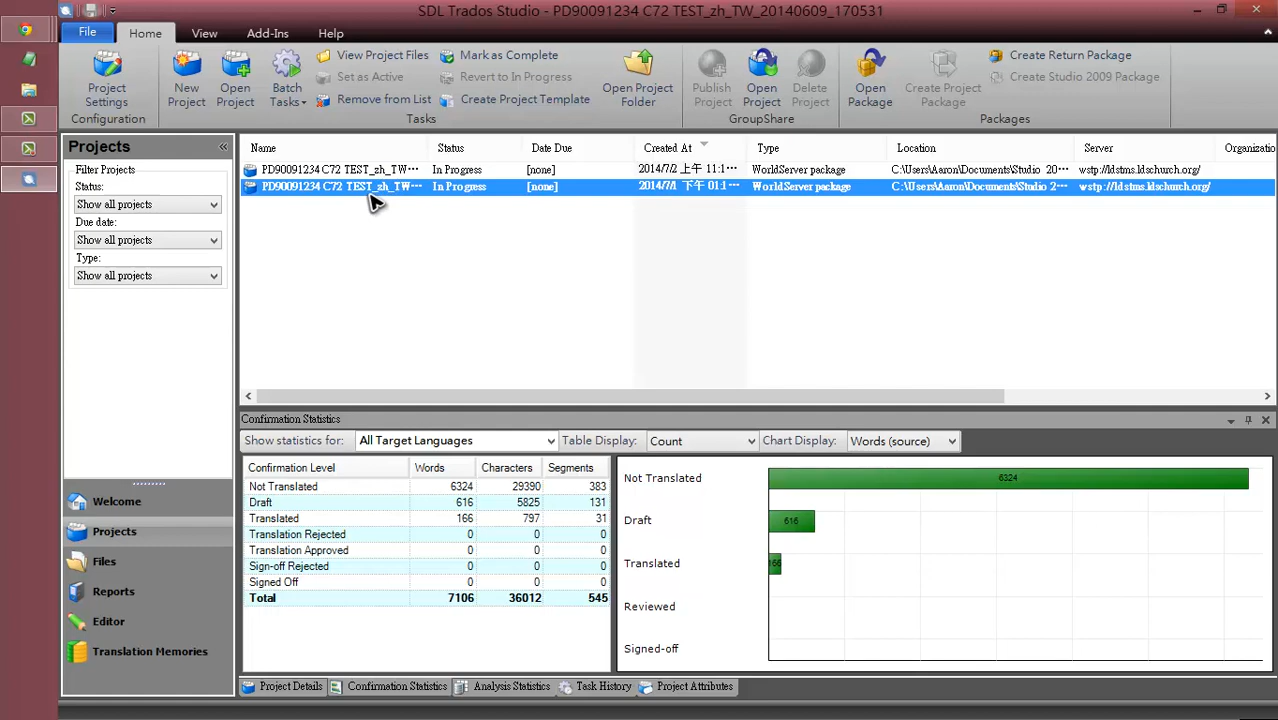 SDL Trados Studio - PD90091234 C72 TEST_zh_TW_20140609_170531
File Home View Add-Ins Help
Project Settings
Configuration
New Project
Open Project
Batch Tasks
View Project Files
Set as Active
Remove from List
Mark as Complete
Revert to In Progress
Create Project Template
Tasks
Open Project Folder
Publish Project
Open Project
Delete Project
GroupShare
Open Package
Create Project Package
Create Return Package
Create Studio 2009 Package
Packages
Projects «
Filter Projects
Status:
Show all projects
Due date:
Show all projects
Type:
Show all projects
Name Status Date Due Created At Type Location Server Organizatio
PD90091234 C72 TEST_zh_TW··· In Progress [none] 2014/7/2 上午 11:1··· WorldServer package C:\Users\Aaron\Documents\Studio 20··· wstp://ldstms.ldschurch.org/
PD90091234 C72 TEST_zh_TW··· In Progress [none] 2014/7/1 下午 01:1··· WorldServer package C:\Users\Aaron\Documents\Studio 2··· wstp://ldstms.ldschurch.org/
Welcome
Projects
Files
Reports
Editor
Translation Memories
Confirmation Statistics
Show statistics for: All Target Languages Table Display: Count Chart Display: Words (source)
Confirmation Level Words Characters Segments
Not Translated 6324 29390 383
Draft 616 5825 131
Translated 166 797 31
Translation Rejected 0 0 0
Translation Approved 0 0 0
Sign-off Rejected 0 0 0
Signed Off 0 0 0
Total 7106 36012 545
Not Translated 6324
Draft 616
Translated 166
Reviewed
Signed-off
Project Details Confirmation Statistics Analysis Statistics Task History Project Attributes